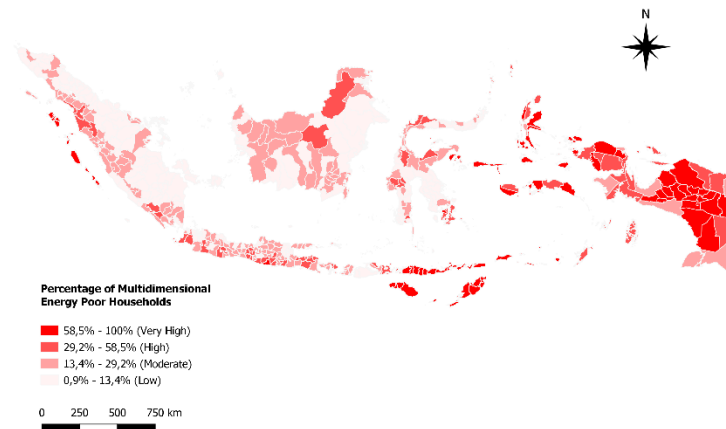 N
Percentage of Multidimensional
Energy Poor Households
58,5% - 100% (Very High)
29,2% - 58,5% (High)
13,4% - 29,2% (Moderate)
0,9% - 13,4% (Low)
0 250 500 750 km